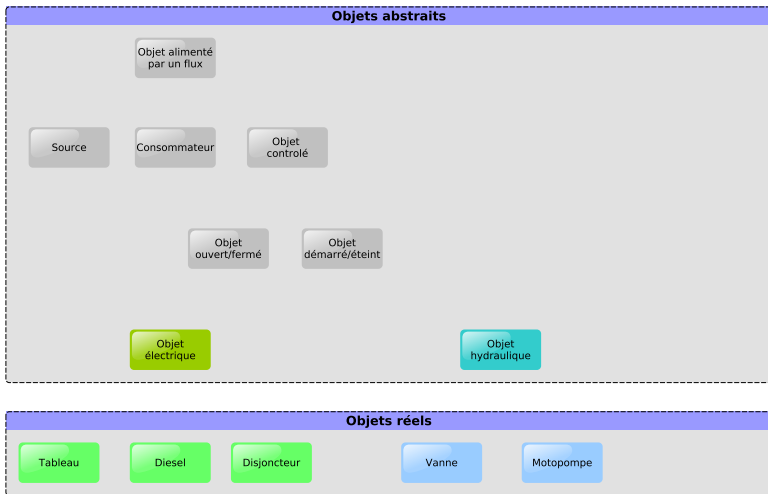 Objets abstraits
Objet alimenté
par un flux
Source
Consommateur
Objet
controlé
Objet
ouvert/fermé
Objet
démarré/éteint
Objet
électrique
Objet
hydraulique
Objets réels
Tableau
Diesel
Disjoncteur
Vanne
Motopompe